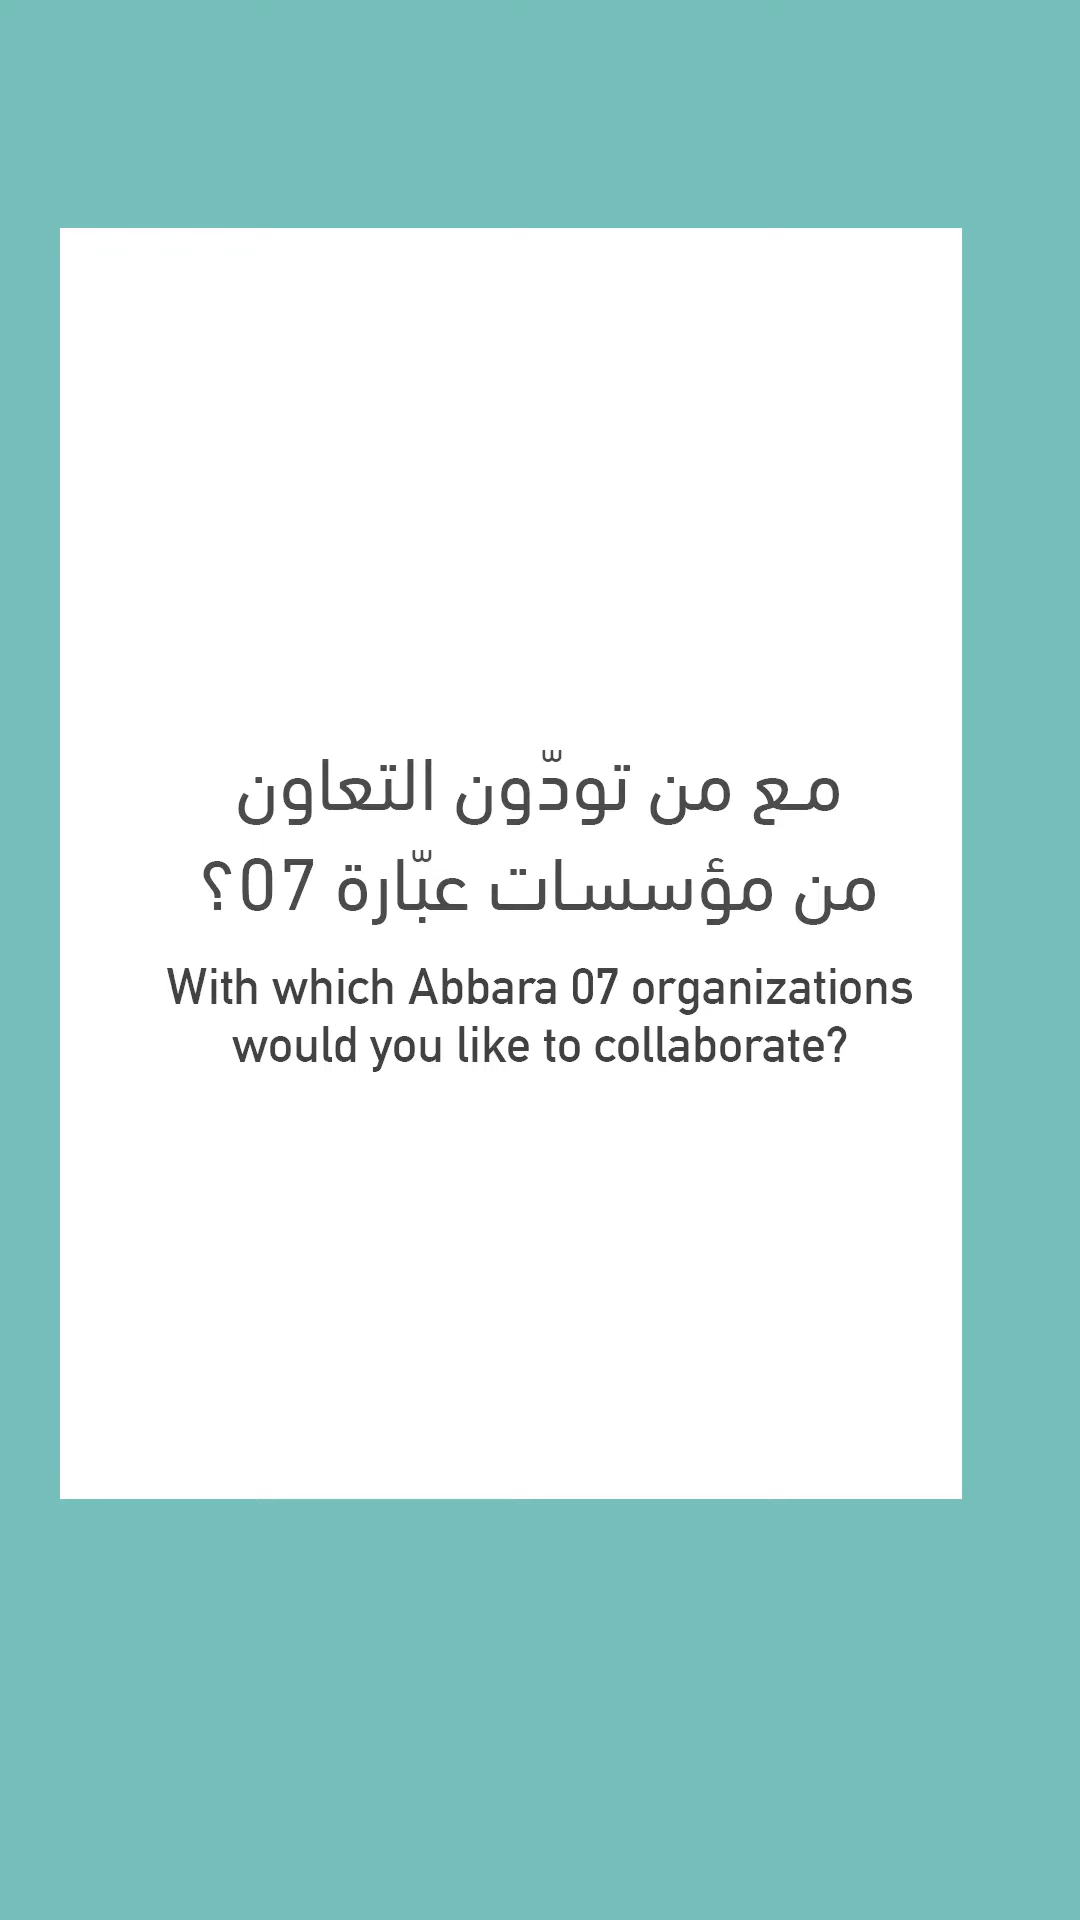 مع من تودّون التعاون
من مؤسسات عبّارة 07؟
With which Abbara 07 organizations
would you like to collaborate?